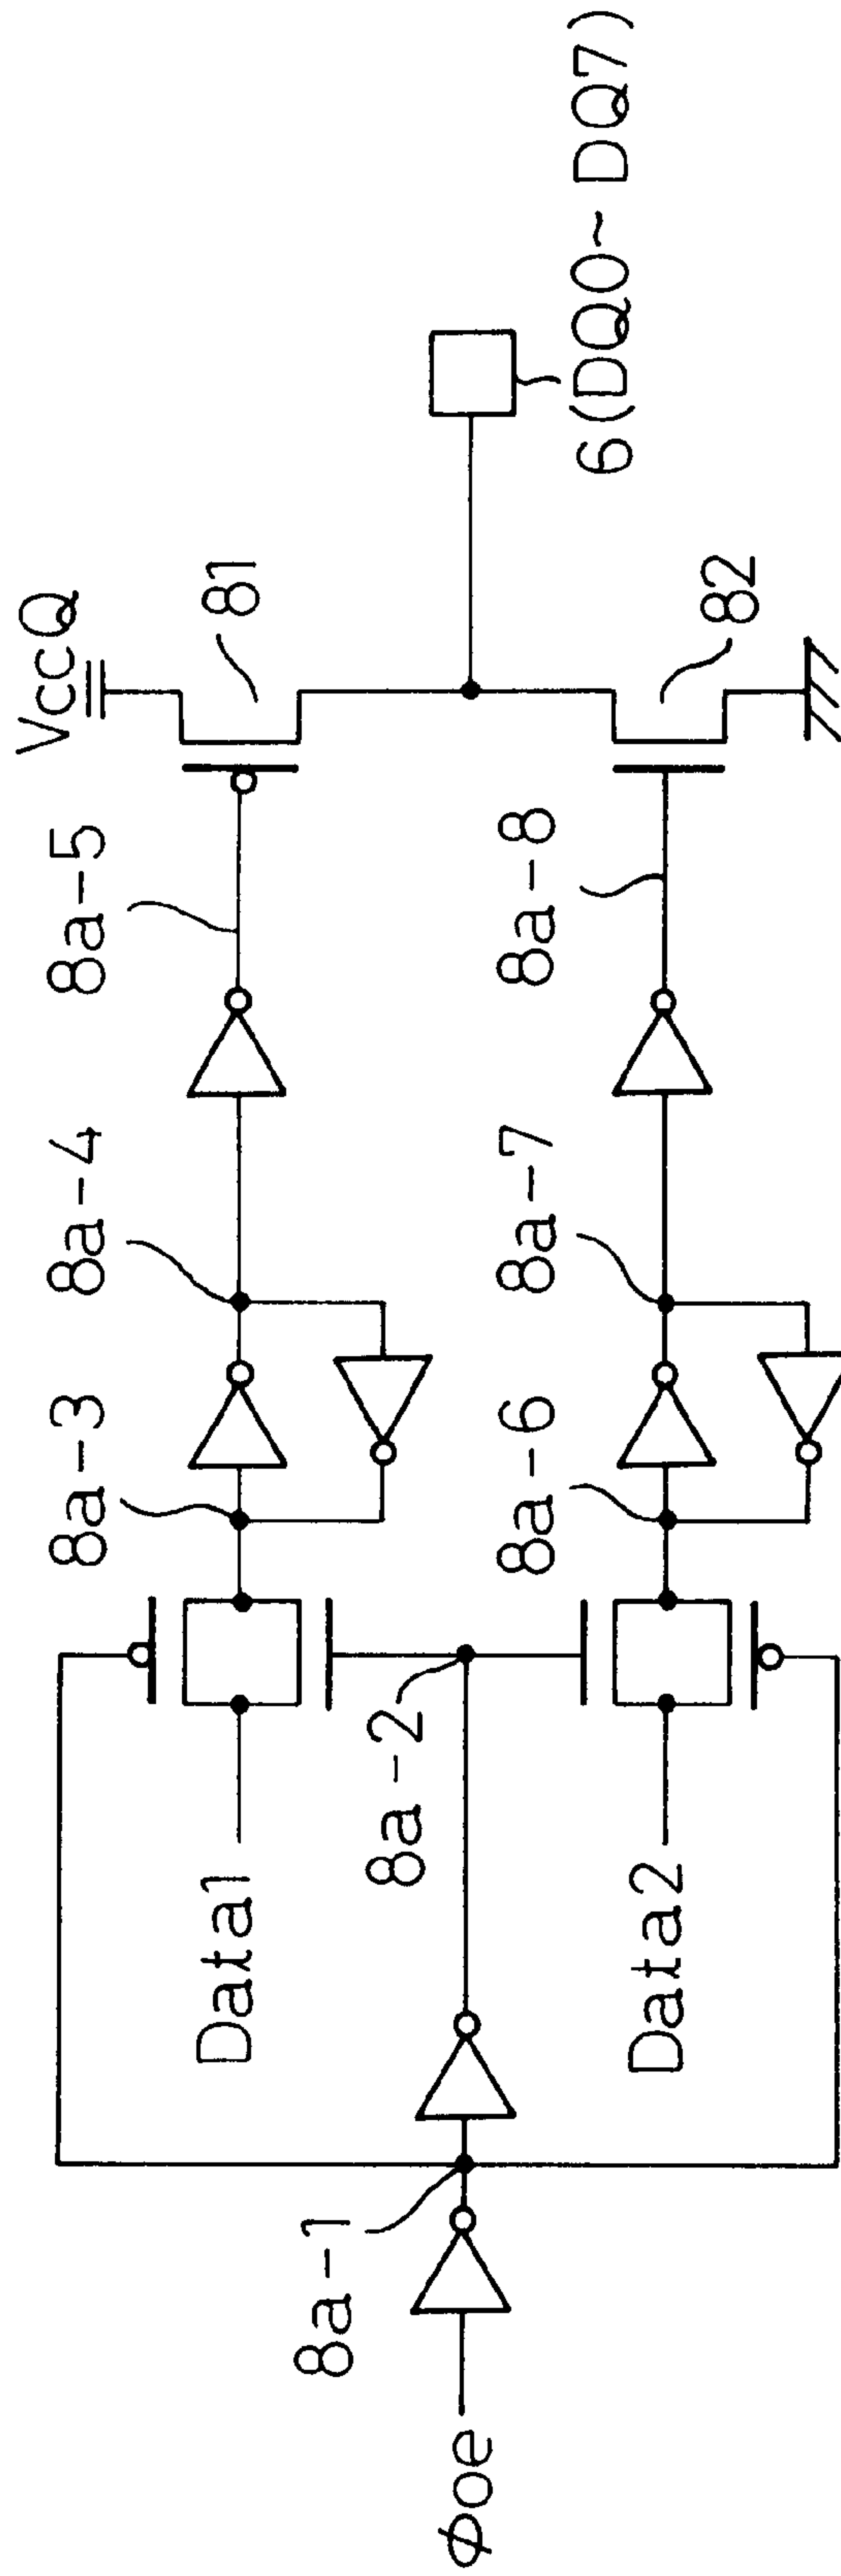 VccQ
8a-3
8a-4
8a-5
81
Data1
6(DQ0~DQ7)
8a-1
8a-2
φoe
8a-6
8a-7
8a-8
82
Data2